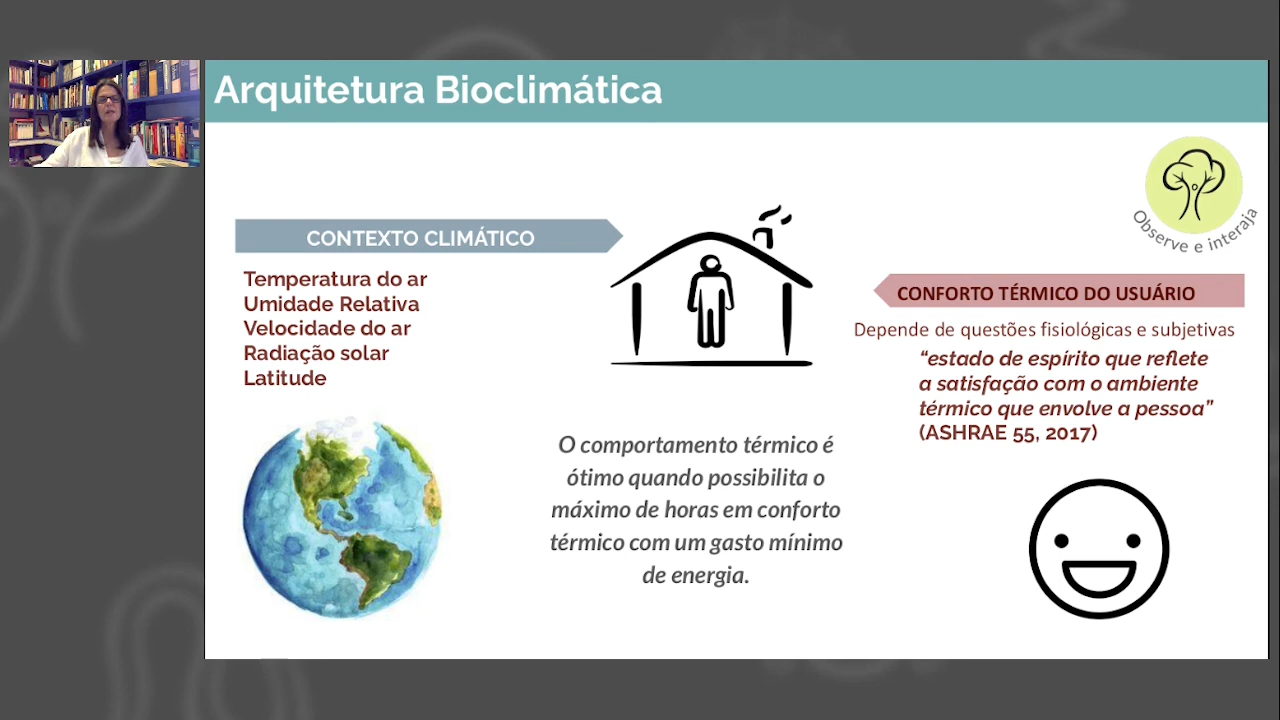 Arquitetura Bioclimática
Observe e interaja
CONTEXTO CLIMÁTICO
Temperatura do ar
Umidade Relativa
Velocidade do ar
Radiação solar
Latitude
CONFORTO TÉRMICO DO USUÁRIO
Depende de questões fisiológicas e subjetivas
“estado de espírito que reflete
a satisfação com o ambiente
térmico que envolve a pessoa”
(ASHRAE 55, 2017)
O comportamento térmico é
ótimo quando possibilita o
máximo de horas em conforto
térmico com um gasto mínimo
de energia.